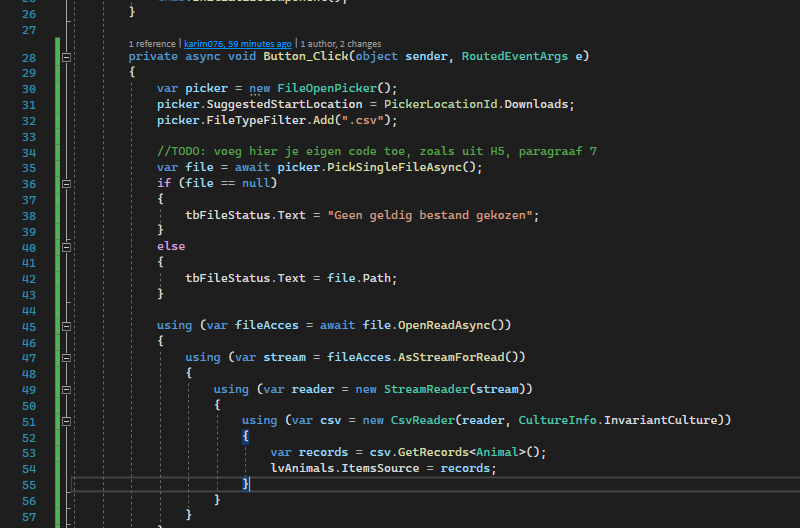 26 }
27
1 reference | karim076, 59 minutes ago | 1 author, 2 changes
28 private async void Button_Click(object sender, RoutedEventArgs e)
29 {
30 var picker = new FileOpenPicker();
31 picker.SuggestedStartLocation = PickerLocationId.Downloads;
32 picker.FileTypeFilter.Add(".csv");
33
34 //TODO: voeg hier je eigen code toe, zoals uit H5, paragraaf 7
35 var file = await picker.PickSingleFileAsync();
36 if (file == null)
37 {
38 tbFileStatus.Text = "Geen geldig bestand gekozen";
39 }
40 else
41 {
42 tbFileStatus.Text = file.Path;
43 }
44
45 using (var fileAcces = await file.OpenReadAsync())
46 {
47 using (var stream = fileAcces.AsStreamForRead())
48 {
49 using (var reader = new StreamReader(stream))
50 {
51 using (var csv = new CsvReader(reader, CultureInfo.InvariantCulture))
52 {
53 var records = csv.GetRecords<Animal>();
54 lvAnimals.ItemsSource = records;
55 }
56 }
57 }